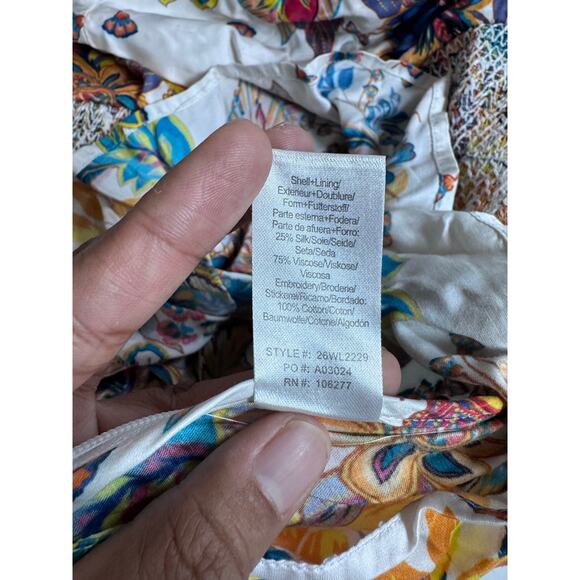 Shell+Lining/
Exterieur+Doublura/
Form+Futterstoff/
Parte esterna+Fodera/
Parte de afuera+Forro:
25% Silk/Soie/Seide/
Seta/Seda
75% Viscose/Viskose/
Viscosa
Embroidery/Broderie/
Stickerei/Ricamo/Bordado:
100% Cotton/Coton/
Baumwolle/Cotone/Algodón
STYLE #: 26WL2229
PO #: A03024
RN #: 106277